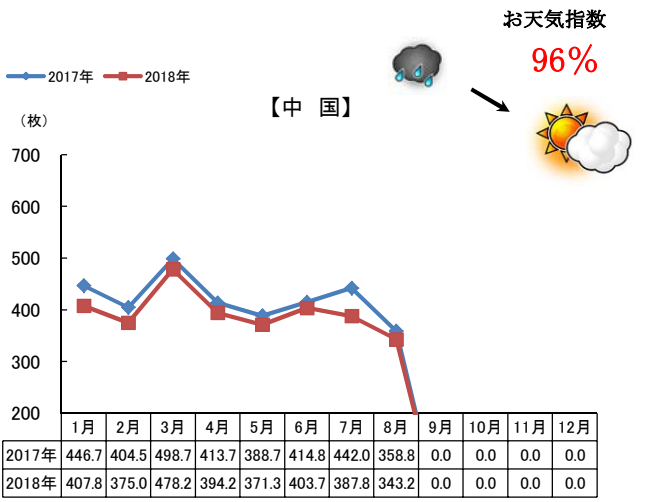 お天気指数
96%
2017年 2018年
【中　国】
（枚）
700
600
500
400
300
200
1月 2月 3月 4月 5月 6月 7月 8月 9月 10月 11月 12月
2017年 446.7 404.5 498.7 413.7 388.7 414.8 442.0 358.8 0.0 0.0 0.0 0.0
2018年 407.8 375.0 478.2 394.2 371.3 403.7 387.8 343.2 0.0 0.0 0.0 0.0